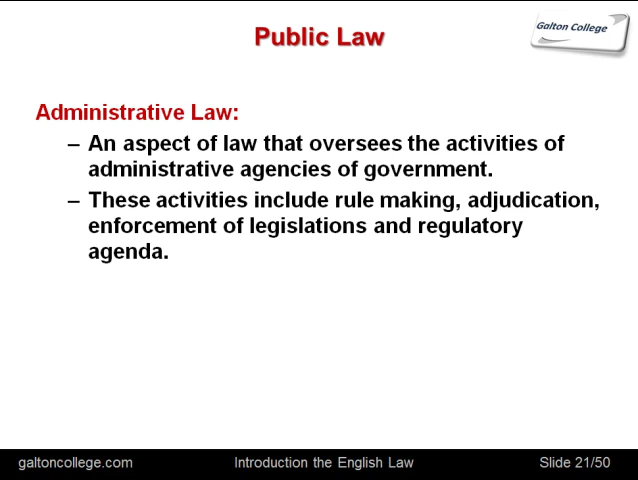 Public Law
Galton College
Administrative Law:
– An aspect of law that oversees the activities of
administrative agencies of government.
– These activities include rule making, adjudication,
enforcement of legislations and regulatory
agenda.
galtoncollege.com Introduction the English Law Slide 21/50